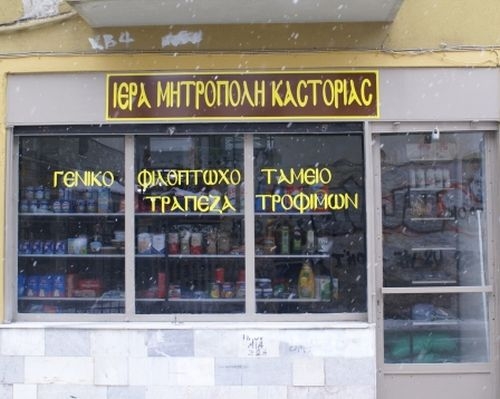 ΙΕΡΑ ΜΗΤΡΟΠΟΛΗ ΚΑΣΤΟΡΙΑΣ
ΓΕΝΙΚΟ ΦΙΛΟΠΤΩΧΟ ΤΑΜΕΙΟ
ΤΡΑΠΕΖΑ ΤΡΟΦΙΜΩΝ